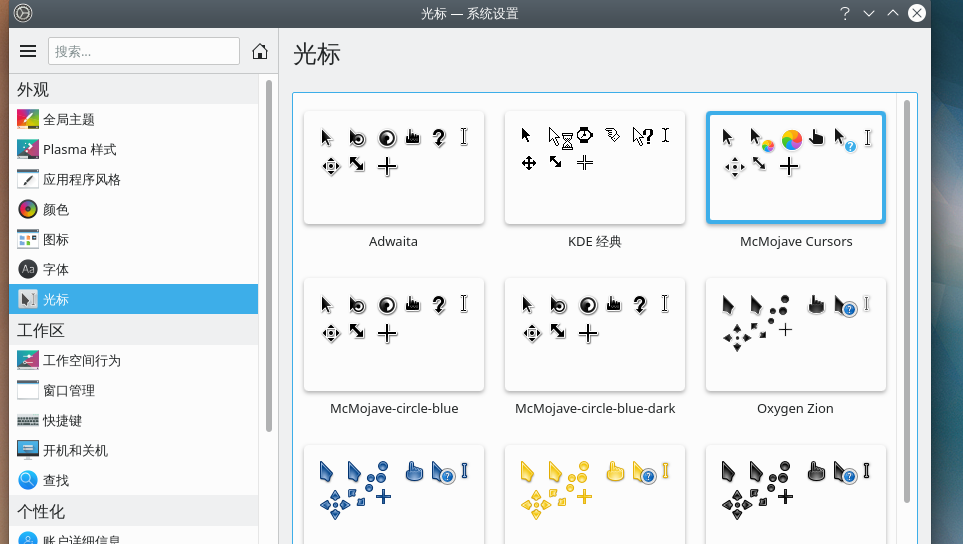 光标 — 系统设置
搜索...
光标
外观
全局主题
Plasma 样式
应用程序风格
颜色
图标
Aa
字体
光标
工作区
工作空间行为
窗口管理
快捷键
开机和关机
查找
个性化
账户详细信息
Adwaita
KDE 经典
McMojave Cursors
McMojave-circle-blue
McMojave-circle-blue-dark
Oxygen Zion